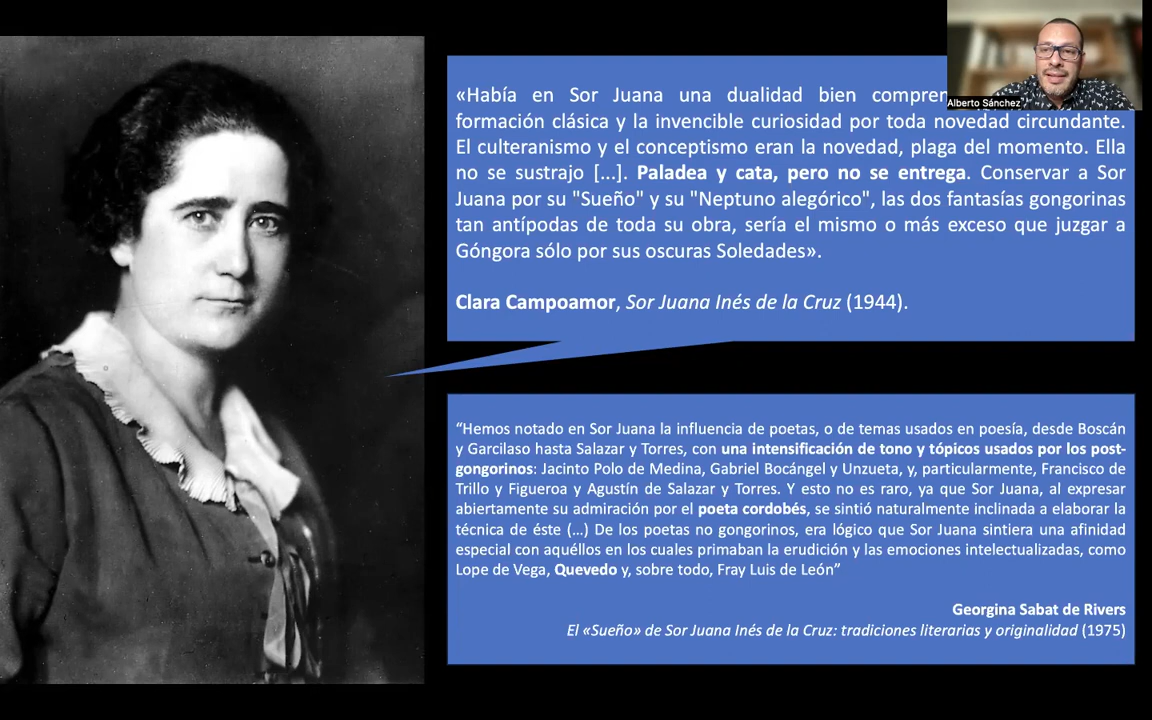 «Había en Sor Juana una dualidad bien
formación clásica y la invencible curiosidad por toda novedad circundante.
El culteranismo y el conceptismo eran la novedad, plaga del momento. Ella
no se sustrajo [...]. Paladea y cata, pero no se entrega. Conservar a Sor
Juana por su "Sueño" y su "Neptuno alegórico", las dos fantasías gongorinas
tan antípodas de toda su obra, sería el mismo o más exceso que juzgar a
Góngora sólo por sus oscuras Soledades».
Clara Campoamor, Sor Juana Inés de la Cruz (1944).
Alberto Sánchez
“Hemos notado en Sor Juana la influencia de poetas, o de temas usados en poesía, desde Boscán
y Garcilaso hasta Salazar y Torres, con una intensificación de tono y tópicos usados por los post-
gongorinos: Jacinto Polo de Medina, Gabriel Bocángel y Unzueta, y, particularmente, Francisco de
Trillo y Figueroa y Agustín de Salazar y Torres. Y esto no es raro, ya que Sor Juana, al expresar
abiertamente su admiración por el poeta cordobés, se sintió naturalmente inclinada a elaborar la
técnica de éste (…) De los poetas no gongorinos, era lógico que Sor Juana sintiera una afinidad
especial con aquéllos en los cuales primaban la erudición y las emociones intelectualizadas, como
Lope de Vega, Quevedo y, sobre todo, Fray Luis de León”
Georgina Sabat de Rivers
El «Sueño» de Sor Juana Inés de la Cruz: tradiciones literarias y originalidad (1975)